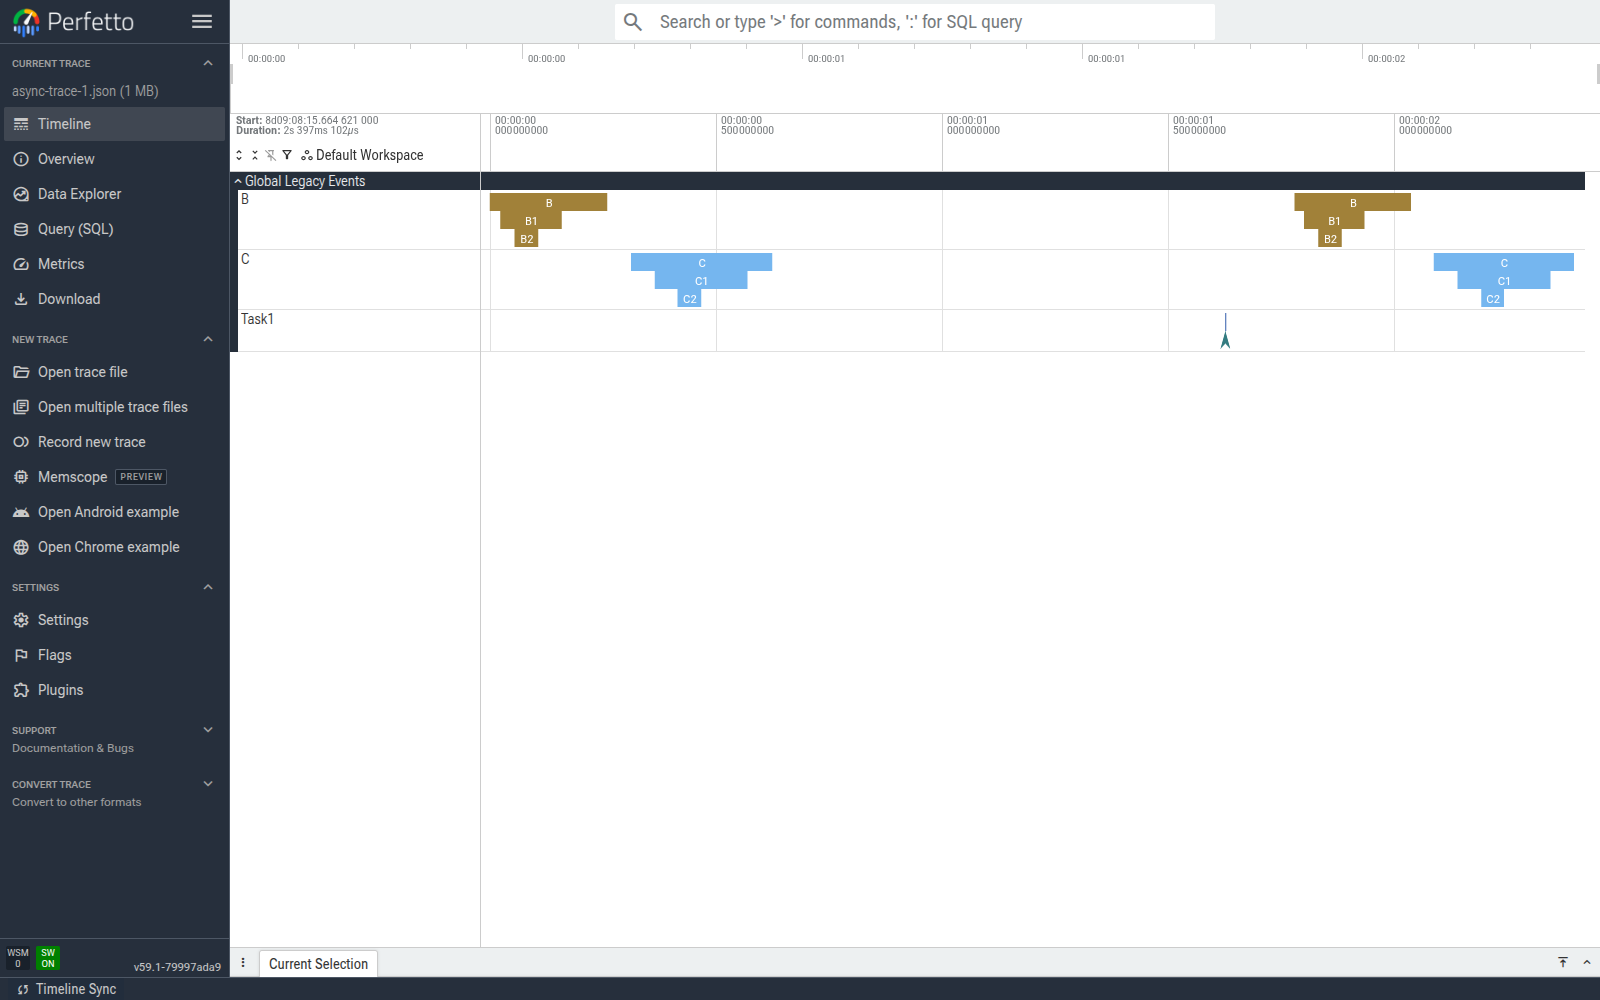 Perfetto
Search or type '>' for commands, ':' for SQL query
CURRENT TRACE
async-trace-1.json (1 MB)
Timeline
Overview
Data Explorer
Query (SQL)
Metrics
Download
NEW TRACE
Open trace file
Open multiple trace files
Record new trace
Memscope PREVIEW
Open Android example
Open Chrome example
SETTINGS
Settings
Flags
Plugins
SUPPORT
Documentation & Bugs
CONVERT TRACE
Convert to other formats
WSM 0
SW ON
v59.1-79997ada9
Timeline Sync
00:00:00 00:00:00 00:00:01 00:00:01 00:00:02
Start: 8d09:08:15.664 621 000
Duration: 2s 397ms 102µs
00:00:00 00:00:00 00:00:01 00:00:01 00:00:02
000000000 500000000 000000000 500000000 000000000
Default Workspace
Global Legacy Events
B
B B
B1 B1
B2 B2
C
C C
C1 C1
C2 C2
Task1
Current Selection